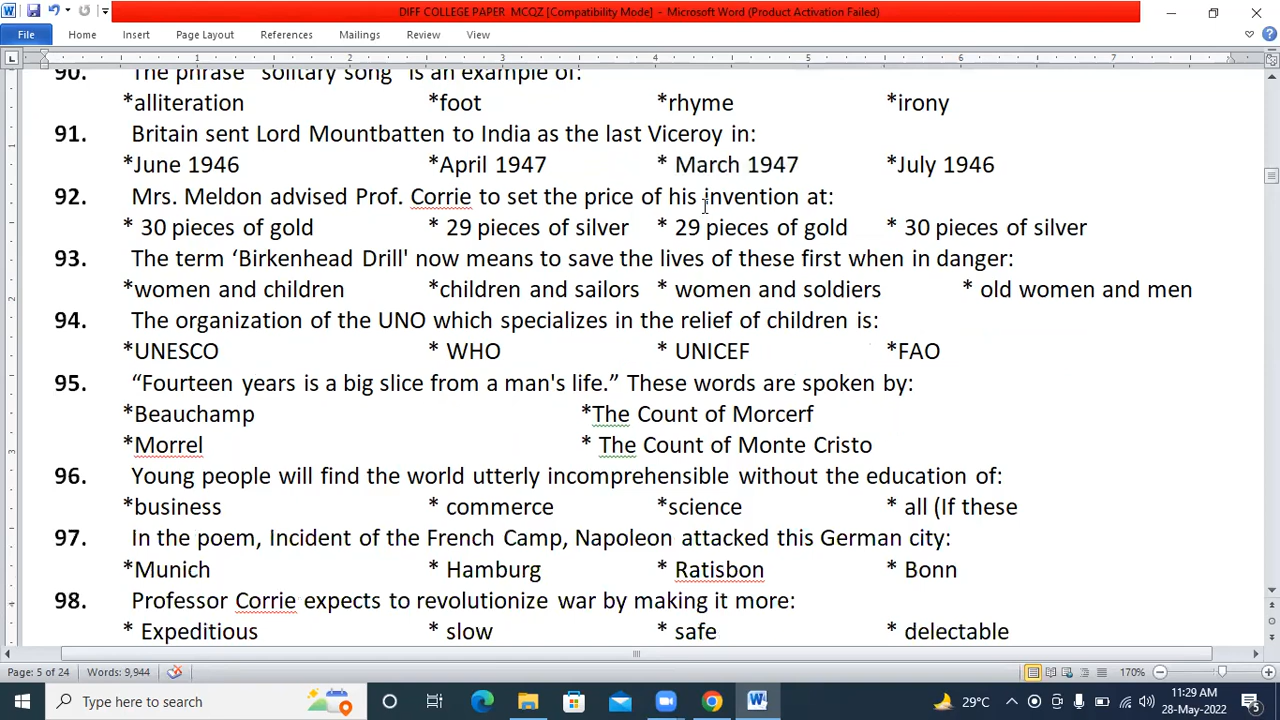 DIFF COLLEGE PAPER MCQZ [Compatibility Mode] - Microsoft Word (Product Activation Failed)
File Home Insert Page Layout References Mailings Review View
1 2 3 4 5 6 7
90. The phrase "solitary song" is an example of:
*alliteration *foot *rhyme *irony
91. Britain sent Lord Mountbatten to India as the last Viceroy in:
*June 1946 *April 1947 * March 1947 *July 1946
92. Mrs. Meldon advised Prof. Corrie to set the price of his invention at:
* 30 pieces of gold * 29 pieces of silver * 29 pieces of gold * 30 pieces of silver
93. The term ‘Birkenhead Drill' now means to save the lives of these first when in danger:
*women and children *children and sailors * women and soldiers * old women and men
94. The organization of the UNO which specializes in the relief of children is:
*UNESCO * WHO * UNICEF *FAO
95. “Fourteen years is a big slice from a man's life.” These words are spoken by:
*Beauchamp *The Count of Morcerf
*Morrel * The Count of Monte Cristo
96. Young people will find the world utterly incomprehensible without the education of:
*business * commerce *science * all (If these
97. In the poem, Incident of the French Camp, Napoleon attacked this German city:
*Munich * Hamburg * Ratisbon * Bonn
98. Professor Corrie expects to revolutionize war by making it more:
* Expeditious * slow * safe * delectable
Page: 5 of 24 Words: 9,944 170%
Type here to search 29°C 11:29 AM
28-May-2022 5